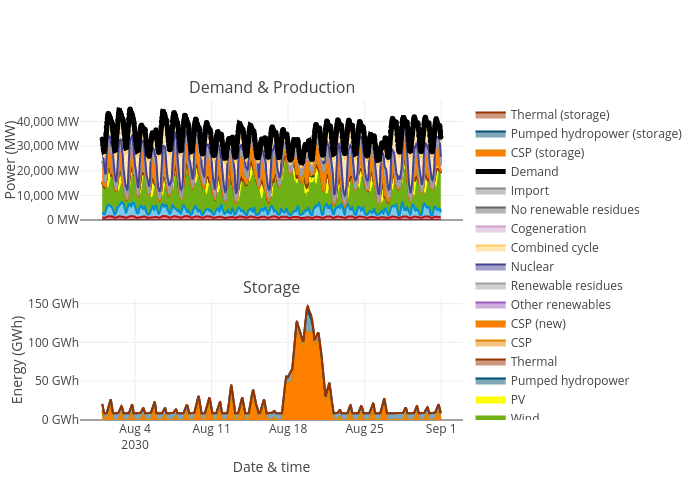 Demand & Production
Power (MW)
40,000 MW
30,000 MW
20,000 MW
10,000 MW
0 MW
Storage
Energy (GWh)
150 GWh
100 GWh
50 GWh
0 GWh
Aug 4
2030
Aug 11
Aug 18
Aug 25
Sep 1
Date & time
Thermal (storage)
Pumped hydropower (storage)
CSP (storage)
Demand
Import
No renewable residues
Cogeneration
Combined cycle
Nuclear
Renewable residues
Other renewables
CSP (new)
CSP
Thermal
Pumped hydropower
PV
Wind